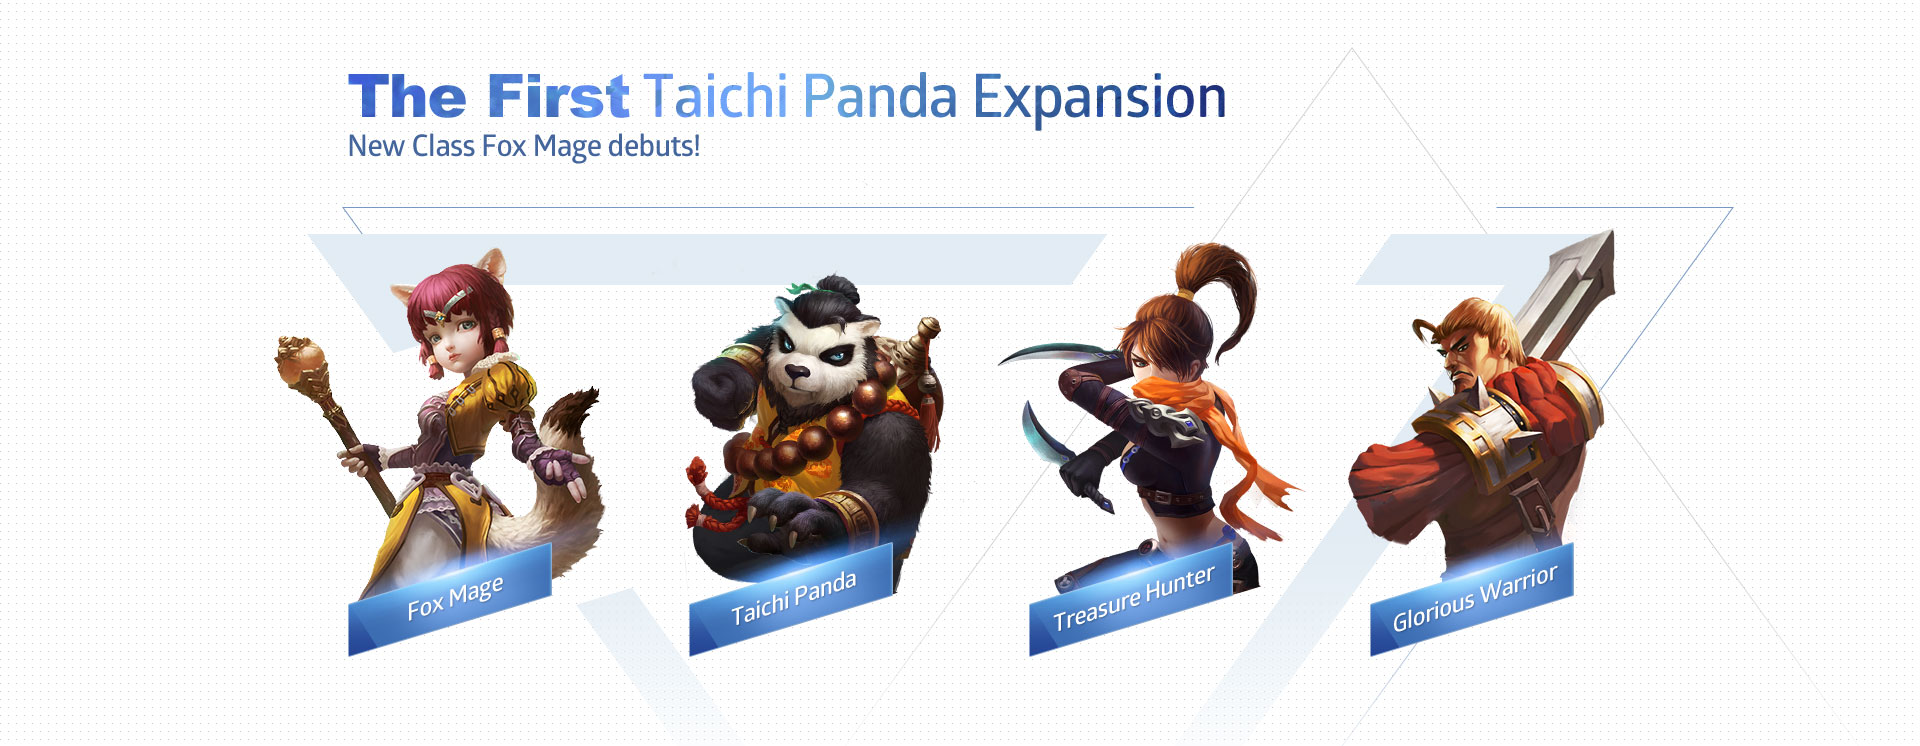 The First Taichi Panda Expansion
New Class Fox Mage debuts!
Fox Mage
Taichi Panda
Treasure Hunter
Glorious Warrior